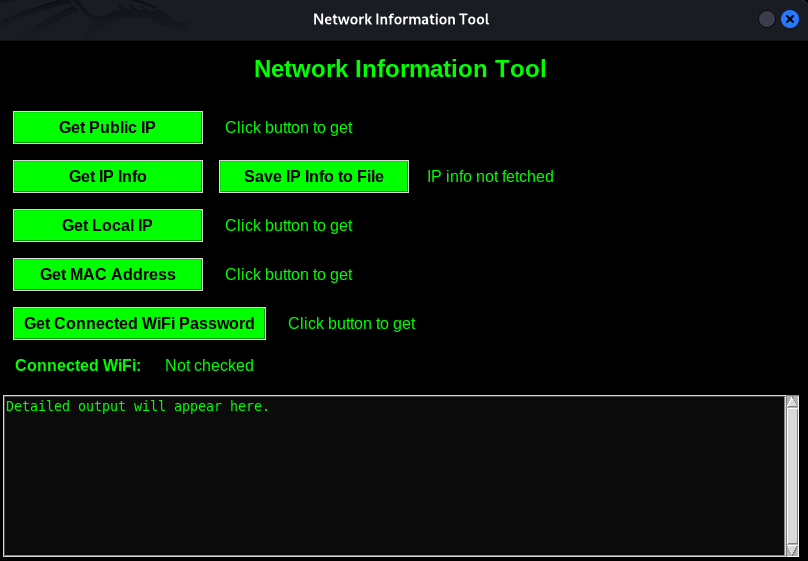 Network Information Tool
Network Information Tool
Get Public IP Click button to get
Get IP Info Save IP Info to File IP info not fetched
Get Local IP Click button to get
Get MAC Address Click button to get
Get Connected WiFi Password Click button to get
Connected WiFi: Not checked
Detailed output will appear here.